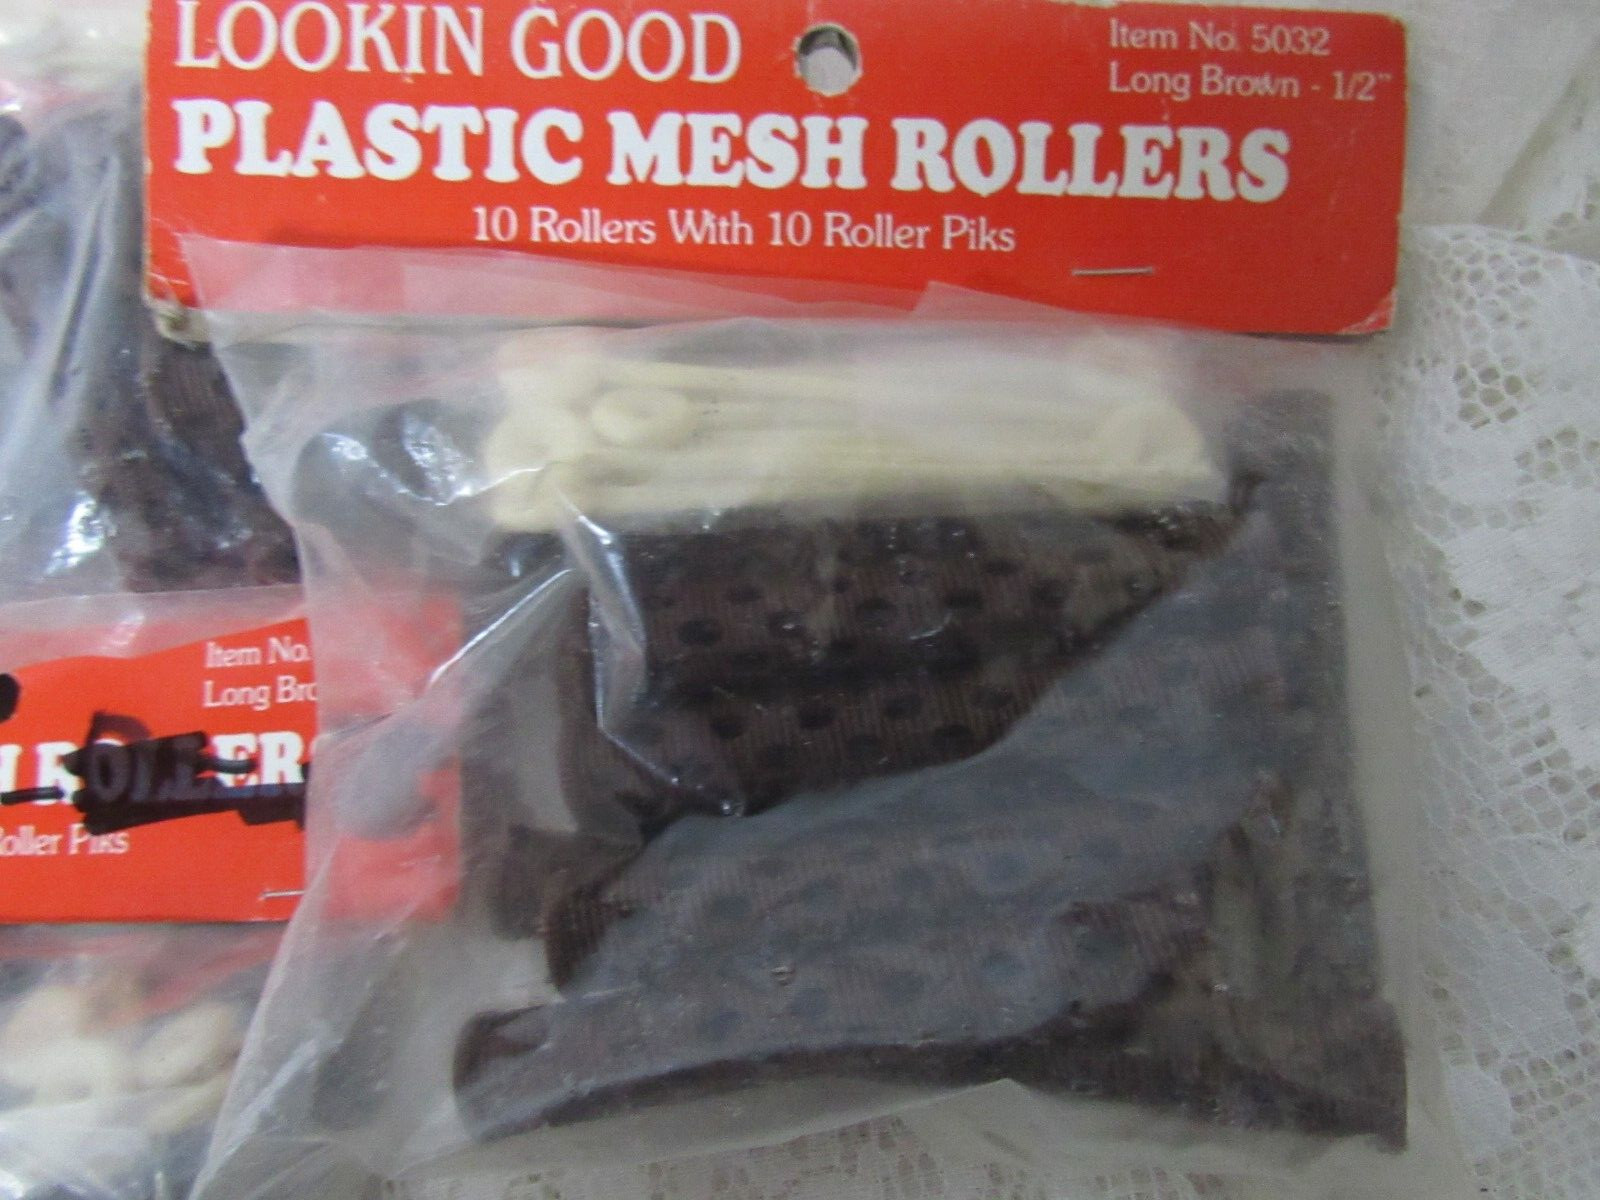 LOOKIN GOOD
Item No. 5032
Long Brown - 1/2"
PLASTIC MESH ROLLERS
10 Rollers With 10 Roller Piks
Item No.
Long Bro
ROLLERS
Roller Piks